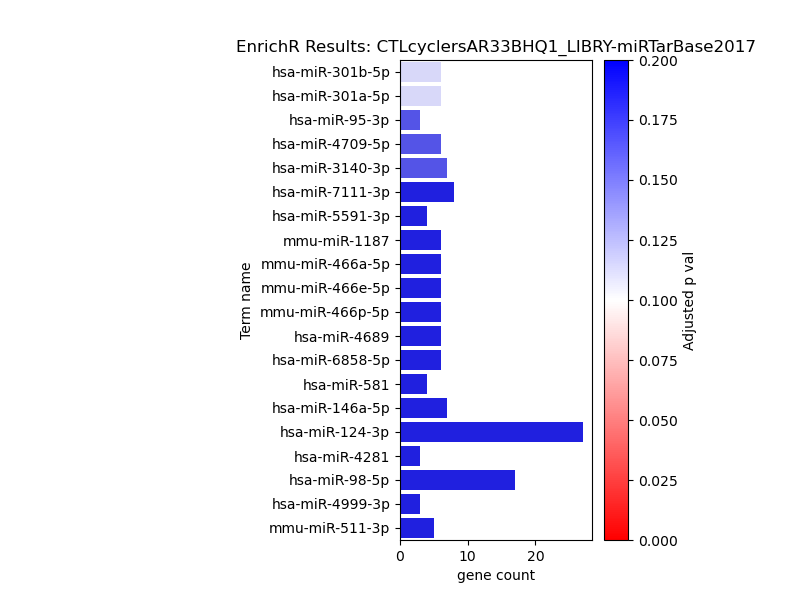 EnrichR Results: CTLcyclersAR33BHQ1_LIBRY-miRTarBase2017
hsa-miR-301b-5p
hsa-miR-301a-5p
hsa-miR-95-3p
hsa-miR-4709-5p
hsa-miR-3140-3p
hsa-miR-7111-3p
hsa-miR-5591-3p
mmu-miR-1187
mmu-miR-466a-5p
mmu-miR-466e-5p
mmu-miR-466p-5p
hsa-miR-4689
hsa-miR-6858-5p
hsa-miR-581
hsa-miR-146a-5p
hsa-miR-124-3p
hsa-miR-4281
hsa-miR-98-5p
hsa-miR-4999-3p
mmu-miR-511-3p
Term name
0 10 20
gene count
0.200
0.175
0.150
0.125
0.100
0.075
0.050
0.025
0.000
Adjusted p val